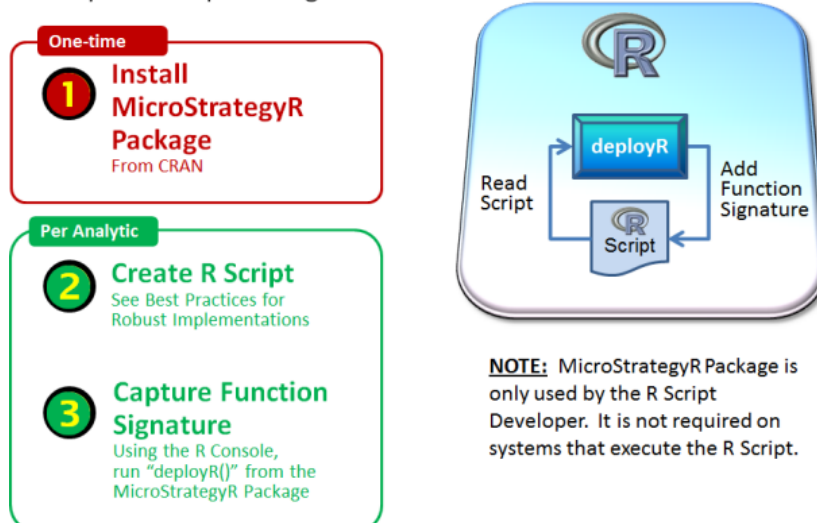 One-time
1
Install
MicroStrategyR
Package
From CRAN
Per Analytic
2
Create R Script
See Best Practices for
Robust Implementations
3
Capture Function
Signature
Using the R Console,
run "deployR()" from the
MicroStrategyR Package
R
deployR
Read
Script
Add
Function
Signature
R
Script
NOTE: MicroStrategyR Package is
only used by the R Script
Developer. It is not required on
systems that execute the R Script.